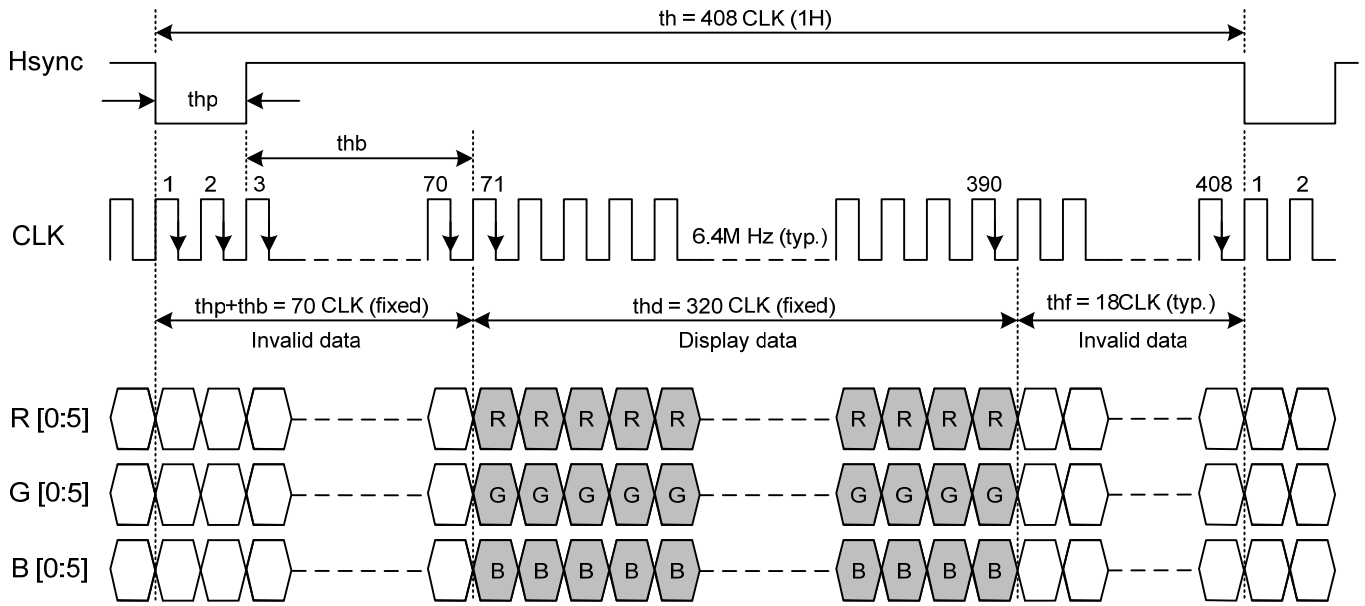 th = 408 CLK (1H)
Hsync
thp
thb
1 2 3 70 71 390 408 1 2
CLK
6.4M Hz (typ.)
thp+thb = 70 CLK (fixed) thd = 320 CLK (fixed) thf = 18CLK (typ.)
Invalid data Display data Invalid data
R [0:5] R R R R R R R R R
G [0:5] G G G G G G G G G
B [0:5] B B B B B B B B B